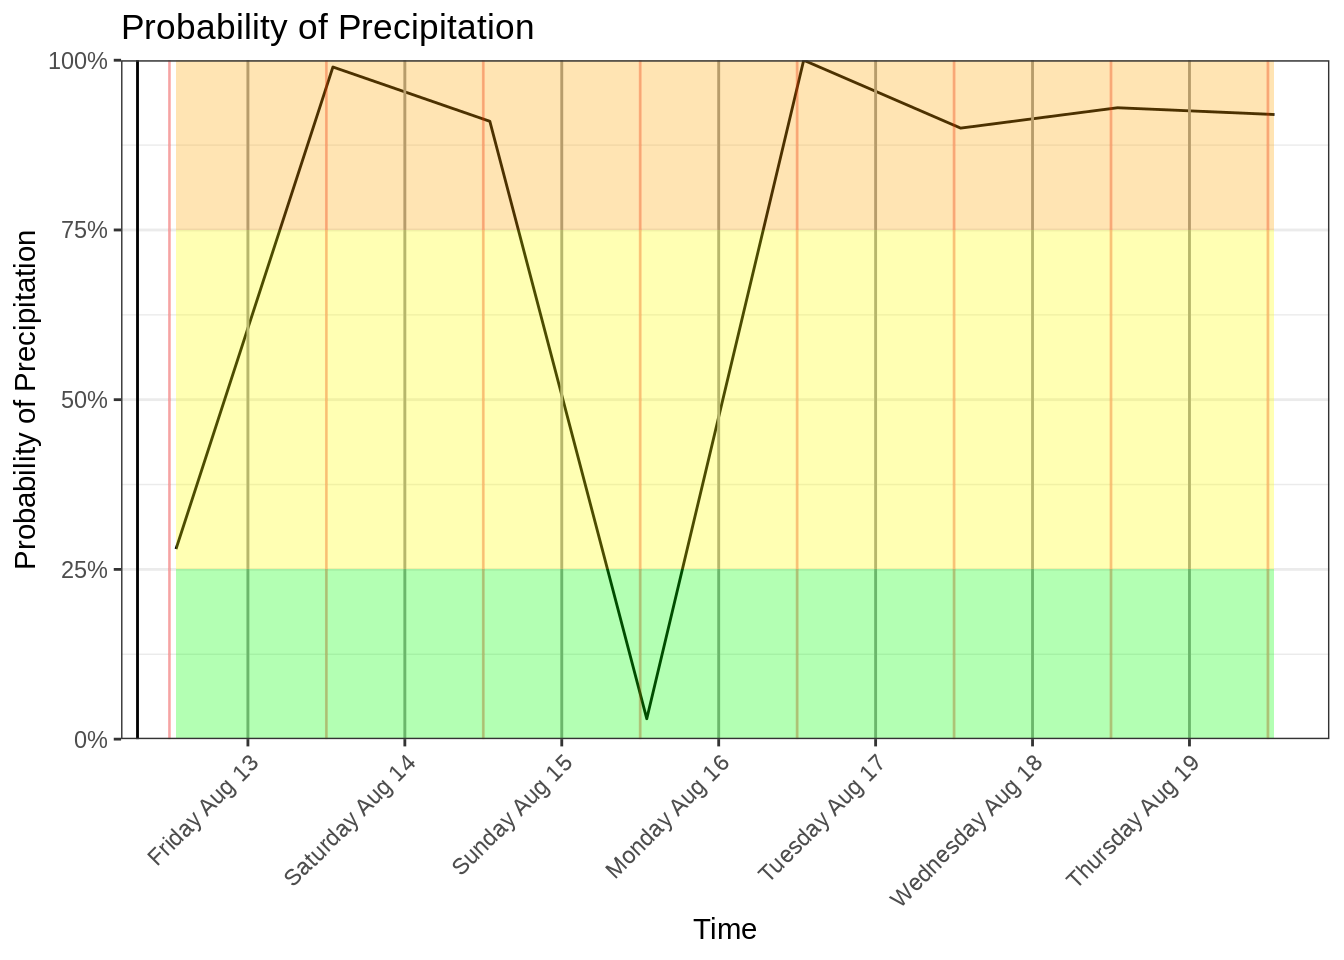 Probability of Precipitation
Probability of Precipitation
100%
75%
50%
25%
0%
Friday Aug 13
Saturday Aug 14
Sunday Aug 15
Monday Aug 16
Tuesday Aug 17
Wednesday Aug 18
Thursday Aug 19
Time